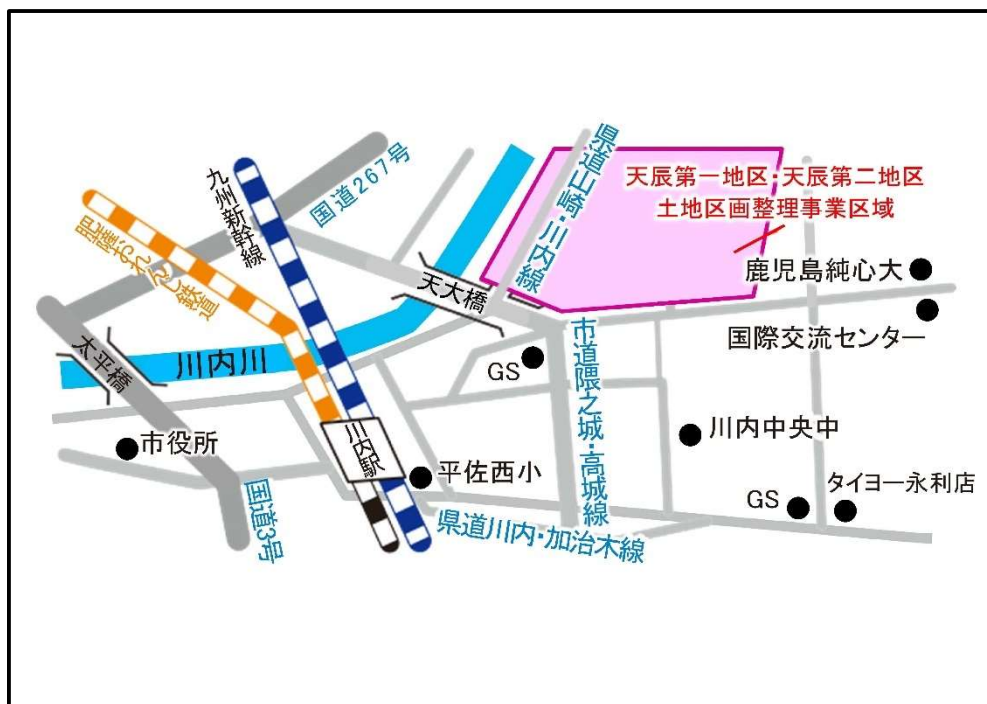 国道267号
九州新幹線
肥薩おれんじ鉄道
県道山崎・川内線
天辰第一地区・天辰第二地区
土地区画整理事業区域
鹿児島純心大
国際交流センター
天大橋
川内川
太平橋
GS
市道隈之城・高城線
市役所
川内駅
平佐西小
川内中央中
国道3号
県道川内・加治木線
GS
タイヨー永利店